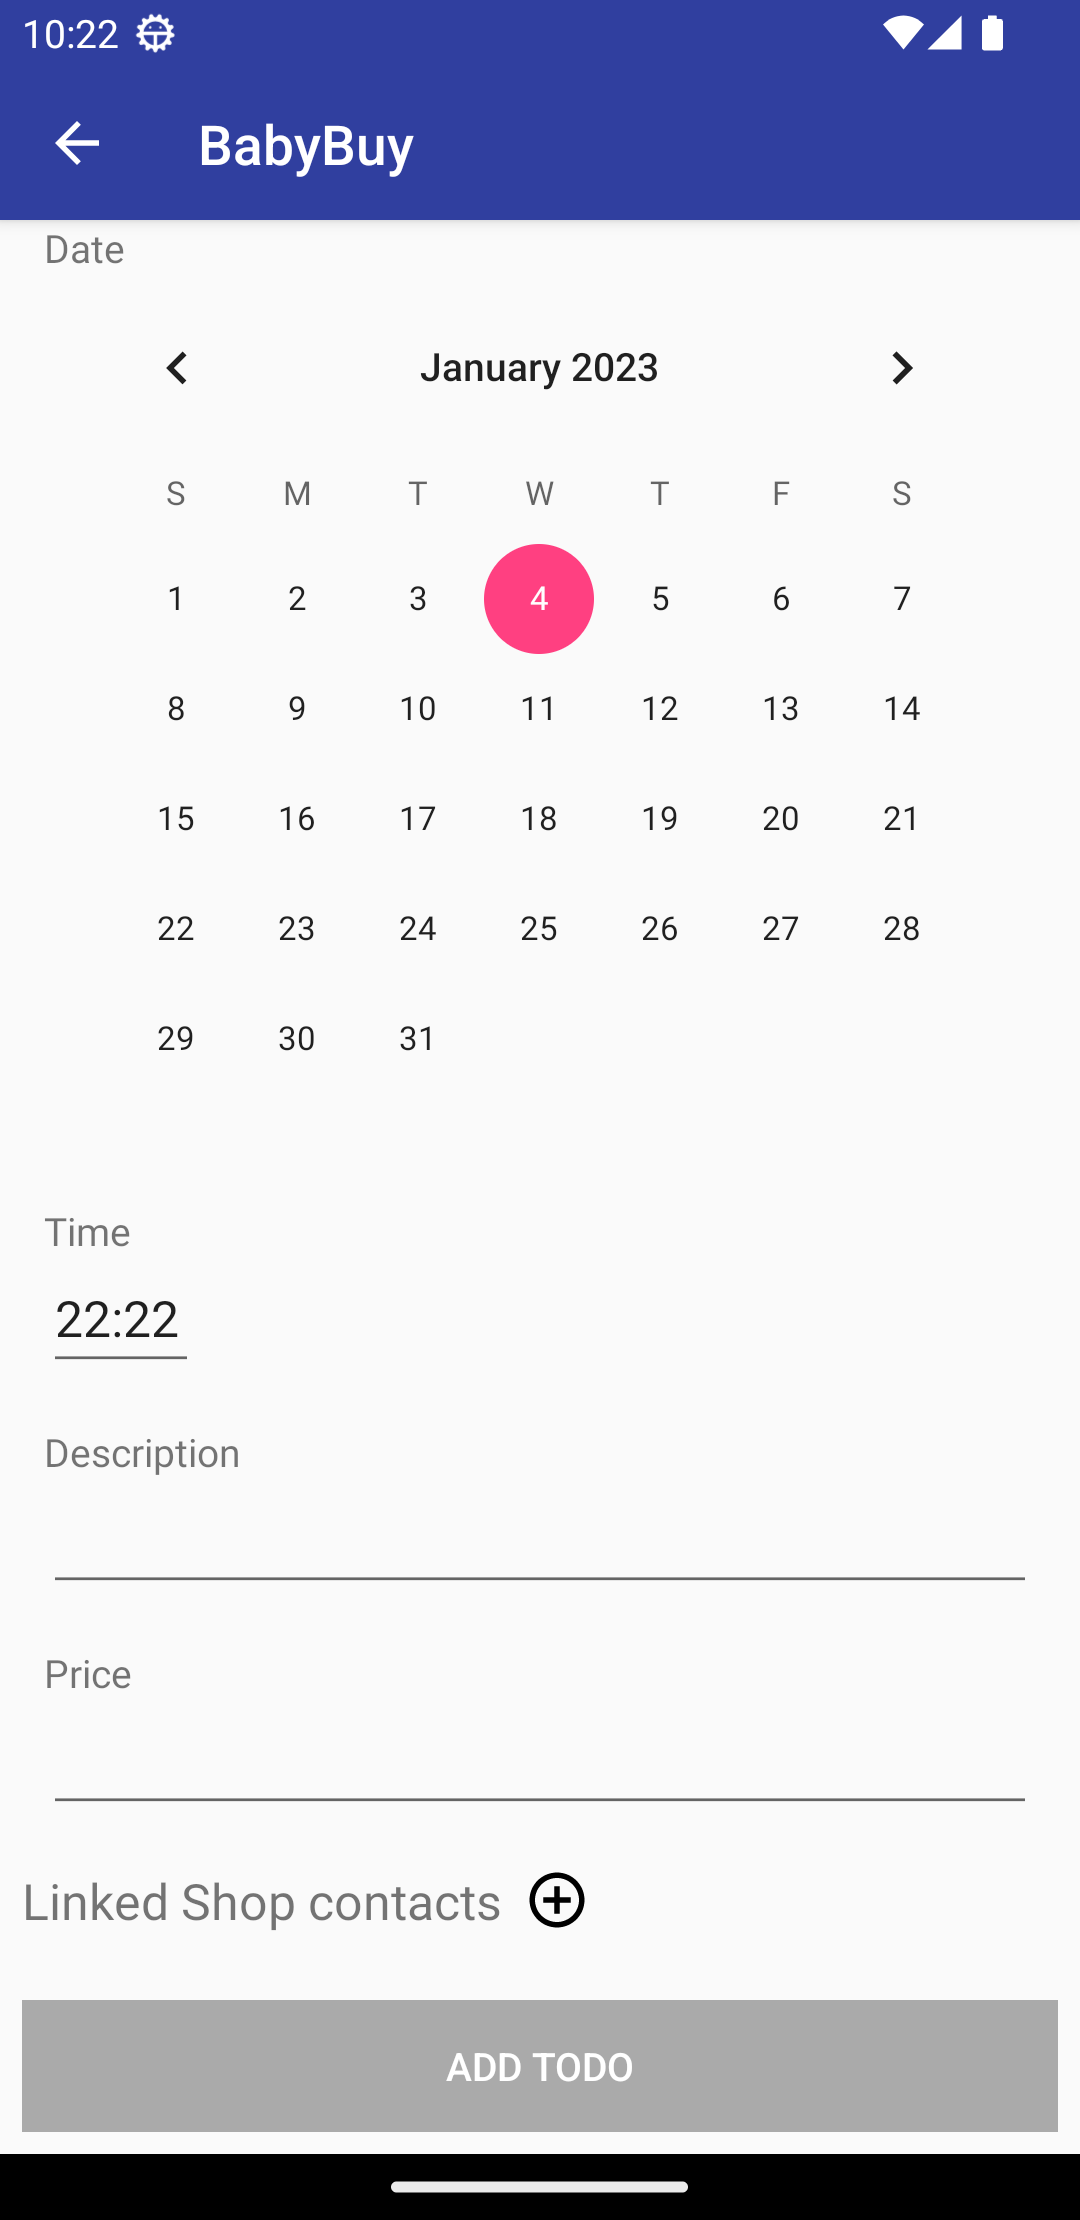 10:22
BabyBuy
Date
January 2023
S M T W T F S
1 2 3 4 5 6 7
8 9 10 11 12 13 14
15 16 17 18 19 20 21
22 23 24 25 26 27 28
29 30 31
Time
22:22
Description
Price
Linked Shop contacts
ADD TODO